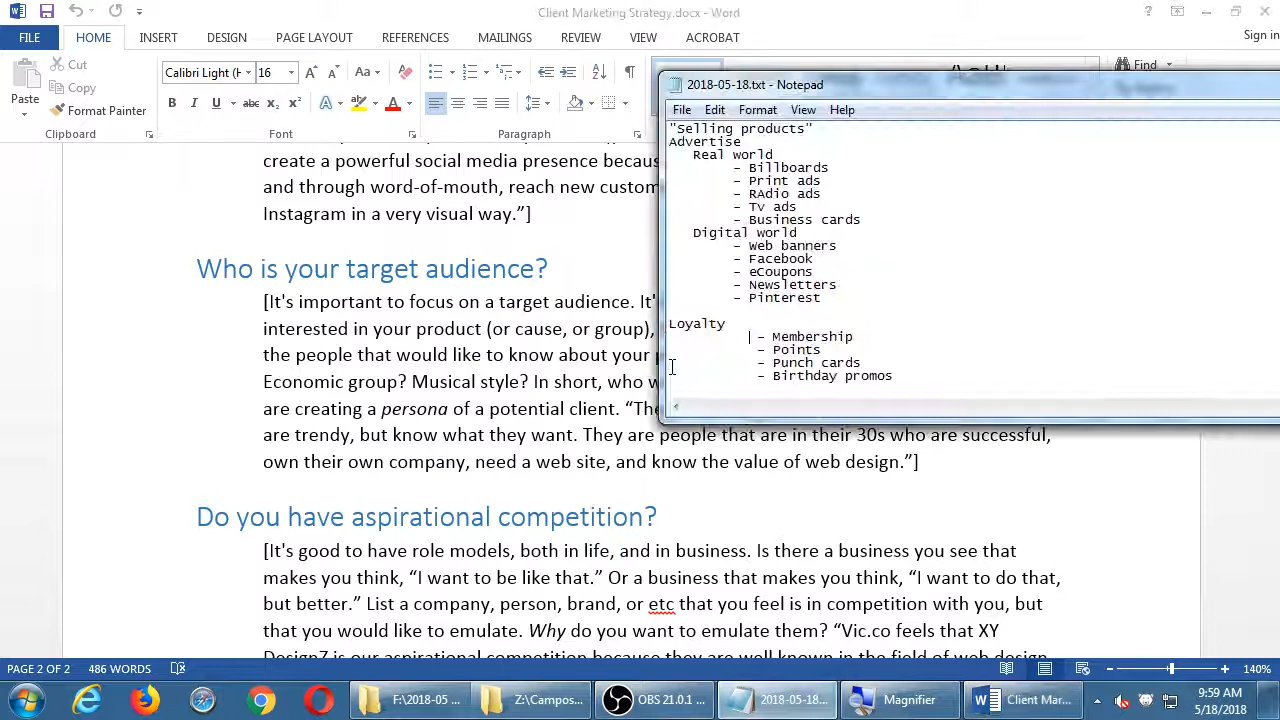 Client Marketing Strategy.docx - Word
FILE HOME INSERT DESIGN PAGE LAYOUT REFERENCES MAILINGS REVIEW VIEW ACROBAT Sign in
Cut
Copy
Format Painter
Paste
Clipboard
Calibri Light (H 16
Font
Paragraph
Find
2018-05-18.txt - Notepad
File Edit Format View Help
"Selling products"
Advertise
Real world
- Billboards
- Print ads
- RAdio ads
- Tv ads
- Business cards
Digital world
- Web banners
- Facebook
- eCoupons
- Newsletters
- Pinterest
Loyalty
- Membership
- Points
- Punch cards
- Birthday promos
create a powerful social media presence becaus
and through word-of-mouth, reach new custom
Instagram in a very visual way.”]
Who is your target audience?
[It's important to focus on a target audience. It'
interested in your product (or cause, or group),
the people that would like to know about your
Economic group? Musical style? In short, who
are creating a persona of a potential client. “The
are trendy, but know what they want. They are people that are in their 30s who are successful,
own their own company, need a web site, and know the value of web design.”]
Do you have aspirational competition?
[It's good to have role models, both in life, and in business. Is there a business you see that
makes you think, “I want to be like that.” Or a business that makes you think, “I want to do that,
but better.” List a company, person, brand, or etc that you feel is in competition with you, but
that you would like to emulate. Why do you want to emulate them? “Vic.co feels that XY
DesignZ is our aspirational competition because they are well known in the field of web design
PAGE 2 OF 2 486 WORDS 140%
F:\2018-05 ... Z:\Campos... OBS 21.0.1 ... 2018-05-18... Magnifier Client Mar...
9:59 AM
5/18/2018